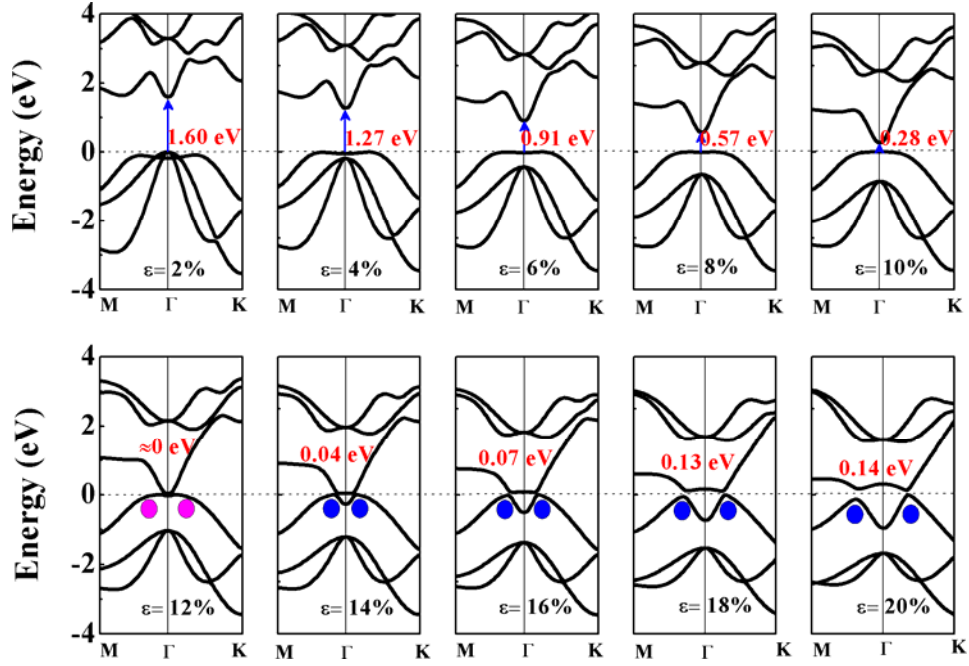 Energy (eV)
4
2
0
-2
-4
1.60 eV
ε= 2%
M Γ K
1.27 eV
ε= 4%
M Γ K
0.91 eV
ε= 6%
M Γ K
0.57 eV
ε= 8%
M Γ K
0.28 eV
ε= 10%
M Γ K
Energy (eV)
4
2
0
-2
-4
≈0 eV
ε= 12%
M Γ K
0.04 eV
ε= 14%
M Γ K
0.07 eV
ε= 16%
M Γ K
0.13 eV
ε= 18%
M Γ K
0.14 eV
ε= 20%
M Γ K